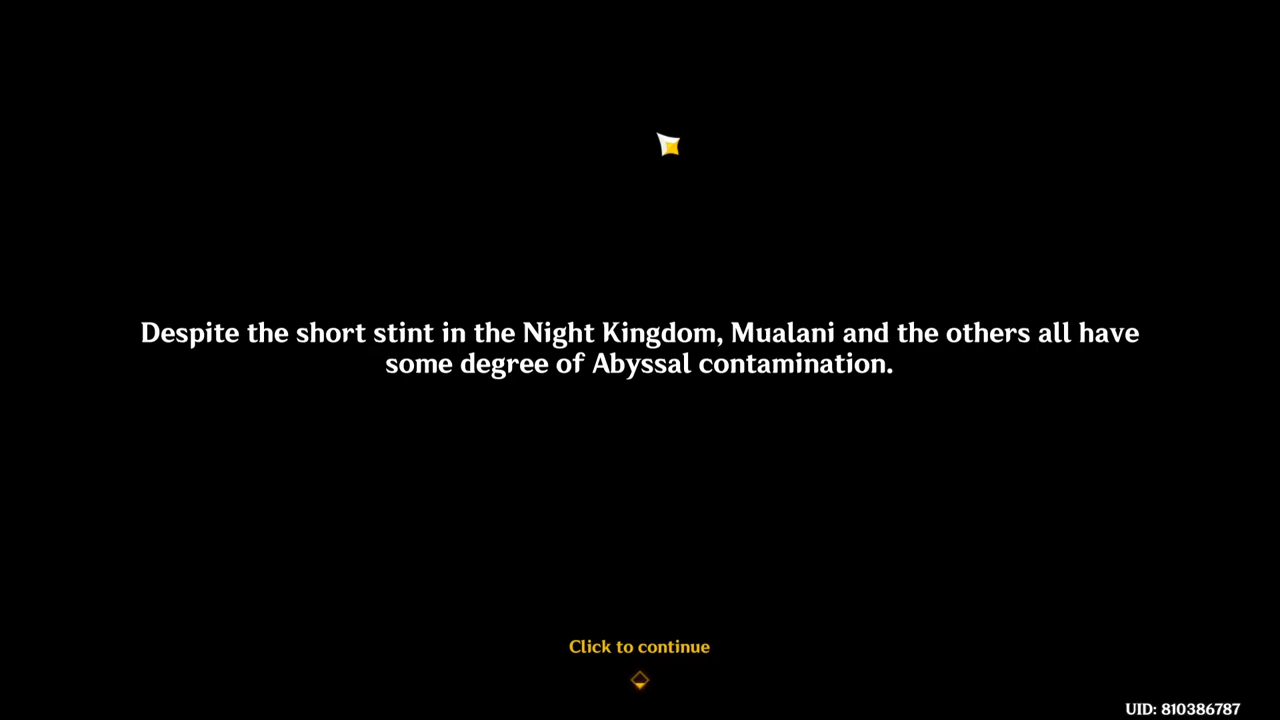 Despite the short stint in the Night Kingdom, Mualani and the others all have
some degree of Abyssal contamination.
Click to continue
UID: 810386787